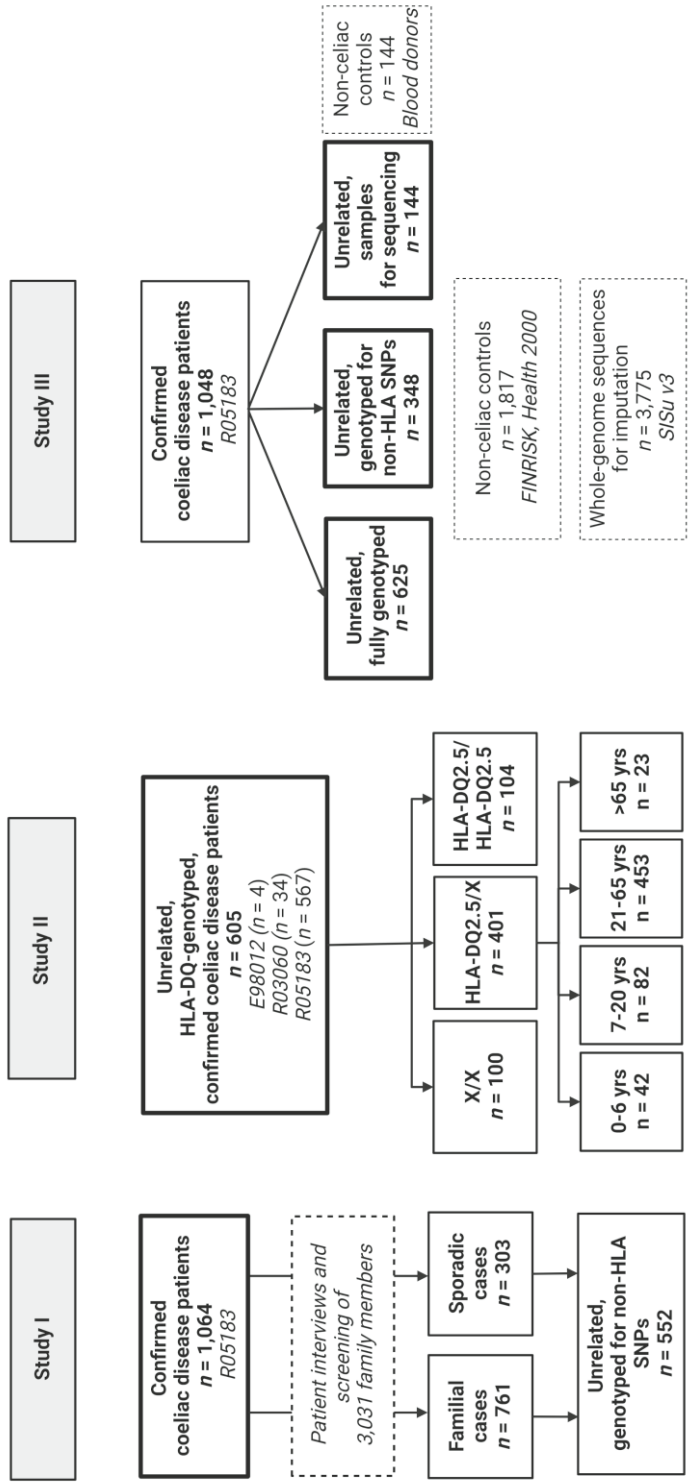 Study I
Confirmed
coeliac disease patients
n = 1,064
R05183
Patient interviews and
screening of
3,031 family members
Familial
cases
n = 761
Sporadic
cases
n = 303
Unrelated,
genotyped for non-HLA
SNPs
n = 552
Study II
Unrelated,
HLA-DQ-genotyped,
confirmed coeliac disease patients
n = 605
E98012 (n = 4)
R03060 (n = 34)
R05183 (n = 567)
X/X
n = 100
HLA-DQ2.5/X
n = 401
HLA-DQ2.5/
HLA-DQ2.5
n = 104
0-6 yrs
n = 42
7-20 yrs
n = 82
21-65 yrs
n = 453
>65 yrs
n = 23
Study III
Confirmed
coeliac disease patients
n = 1,048
R05183
Unrelated,
fully genotyped
n = 625
Unrelated,
genotyped for
non-HLA SNPs
n = 348
Unrelated,
samples
for sequencing
n = 144
Non-celiac
controls
n = 144
Blood donors
Non-celiac controls
n = 1,817
FINRISK, Health 2000
Whole-genome sequences
for imputation
n = 3,775
SISu v3